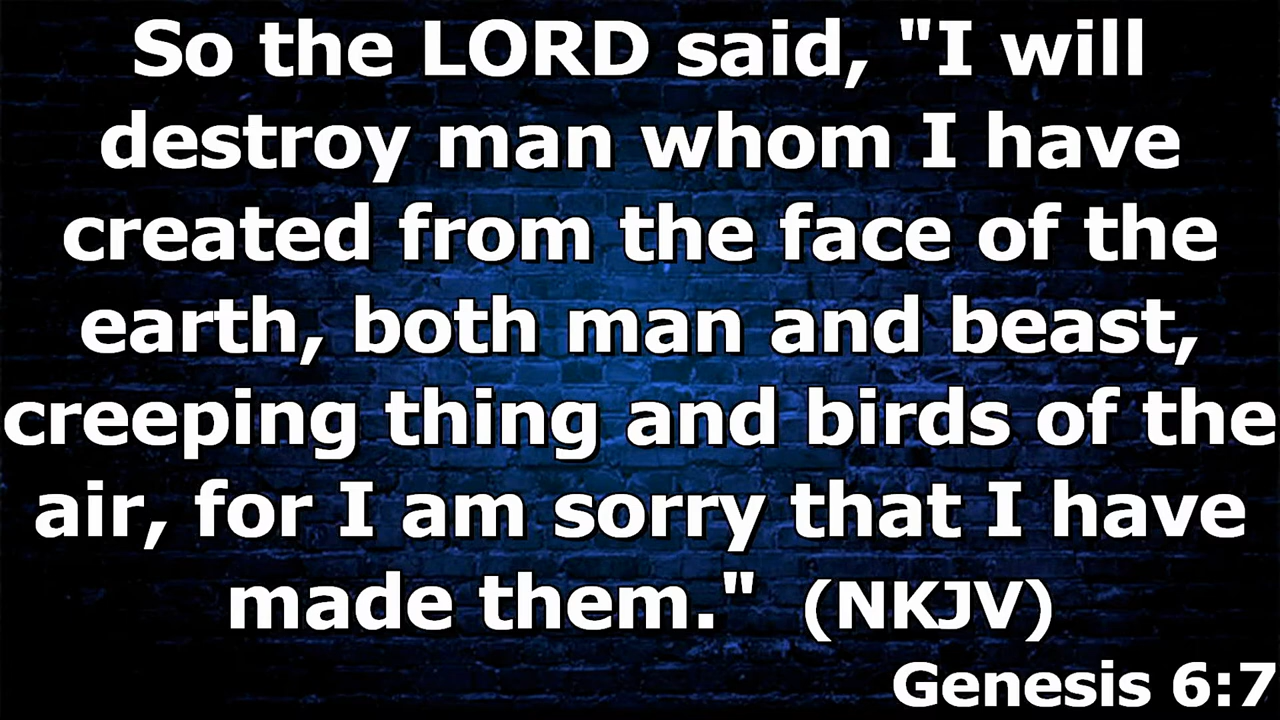 So the LORD said, "I will
destroy man whom I have
created from the face of the
earth, both man and beast,
creeping thing and birds of the
air, for I am sorry that I have
made them."  (NKJV)
Genesis 6:7